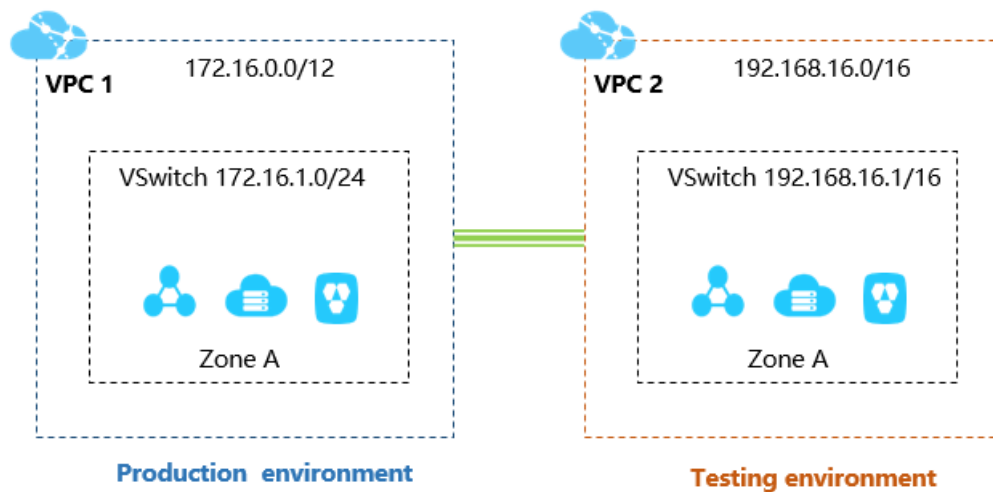 VPC 1
172.16.0.0/12
VSwitch 172.16.1.0/24
Zone A
Production environment
VPC 2
192.168.16.0/16
VSwitch 192.168.16.1/16
Zone A
Testing environment